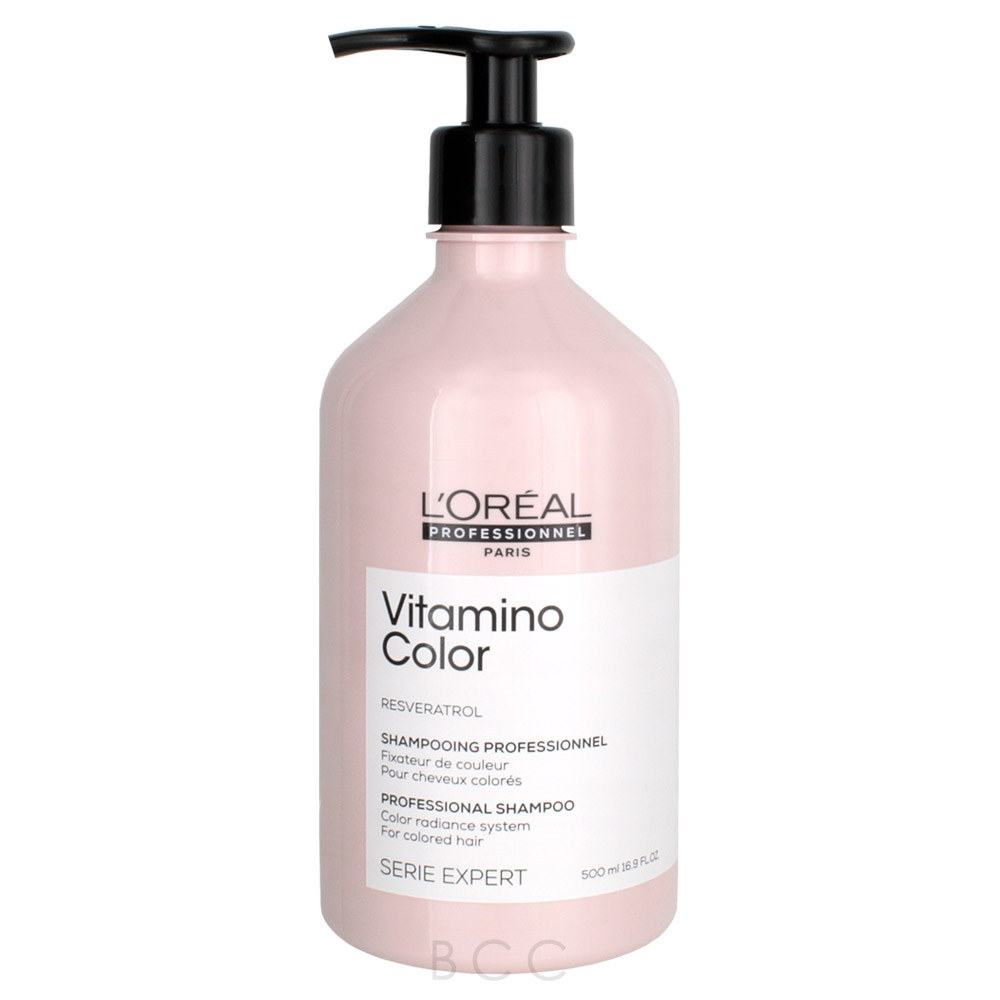 L'ORÉAL
PROFESSIONNEL
PARIS
Vitamino
Color
RESVERATROL
SHAMPOOING PROFESSIONNEL
Fixateur de couleur
Pour cheveux colorés
PROFESSIONAL SHAMPOO
Color radiance system
For colored hair
SERIE EXPERT
500 ml 16.9 FL.OZ.
BCC